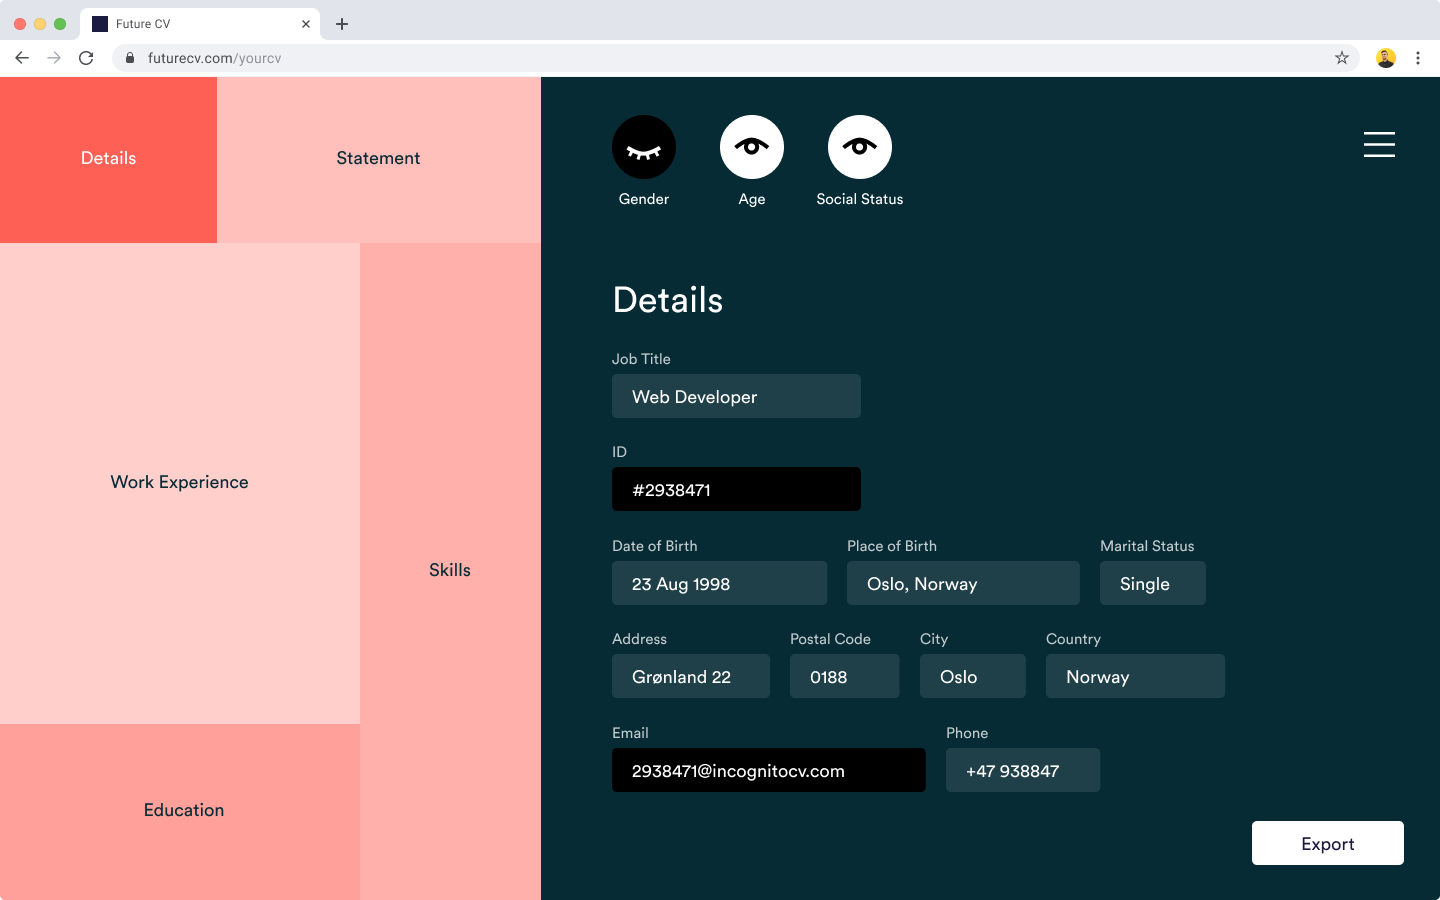 Future CV
futurecv.com/yourcv
Details
Statement
Work Experience
Skills
Education
Gender
Age
Social Status
Details
Job Title
Web Developer
ID
#2938471
Date of Birth
Place of Birth
Marital Status
23 Aug 1998
Oslo, Norway
Single
Address
Postal Code
City
Country
Grønland 22
0188
Oslo
Norway
Email
Phone
2938471@incognitocv.com
+47 938847
Export